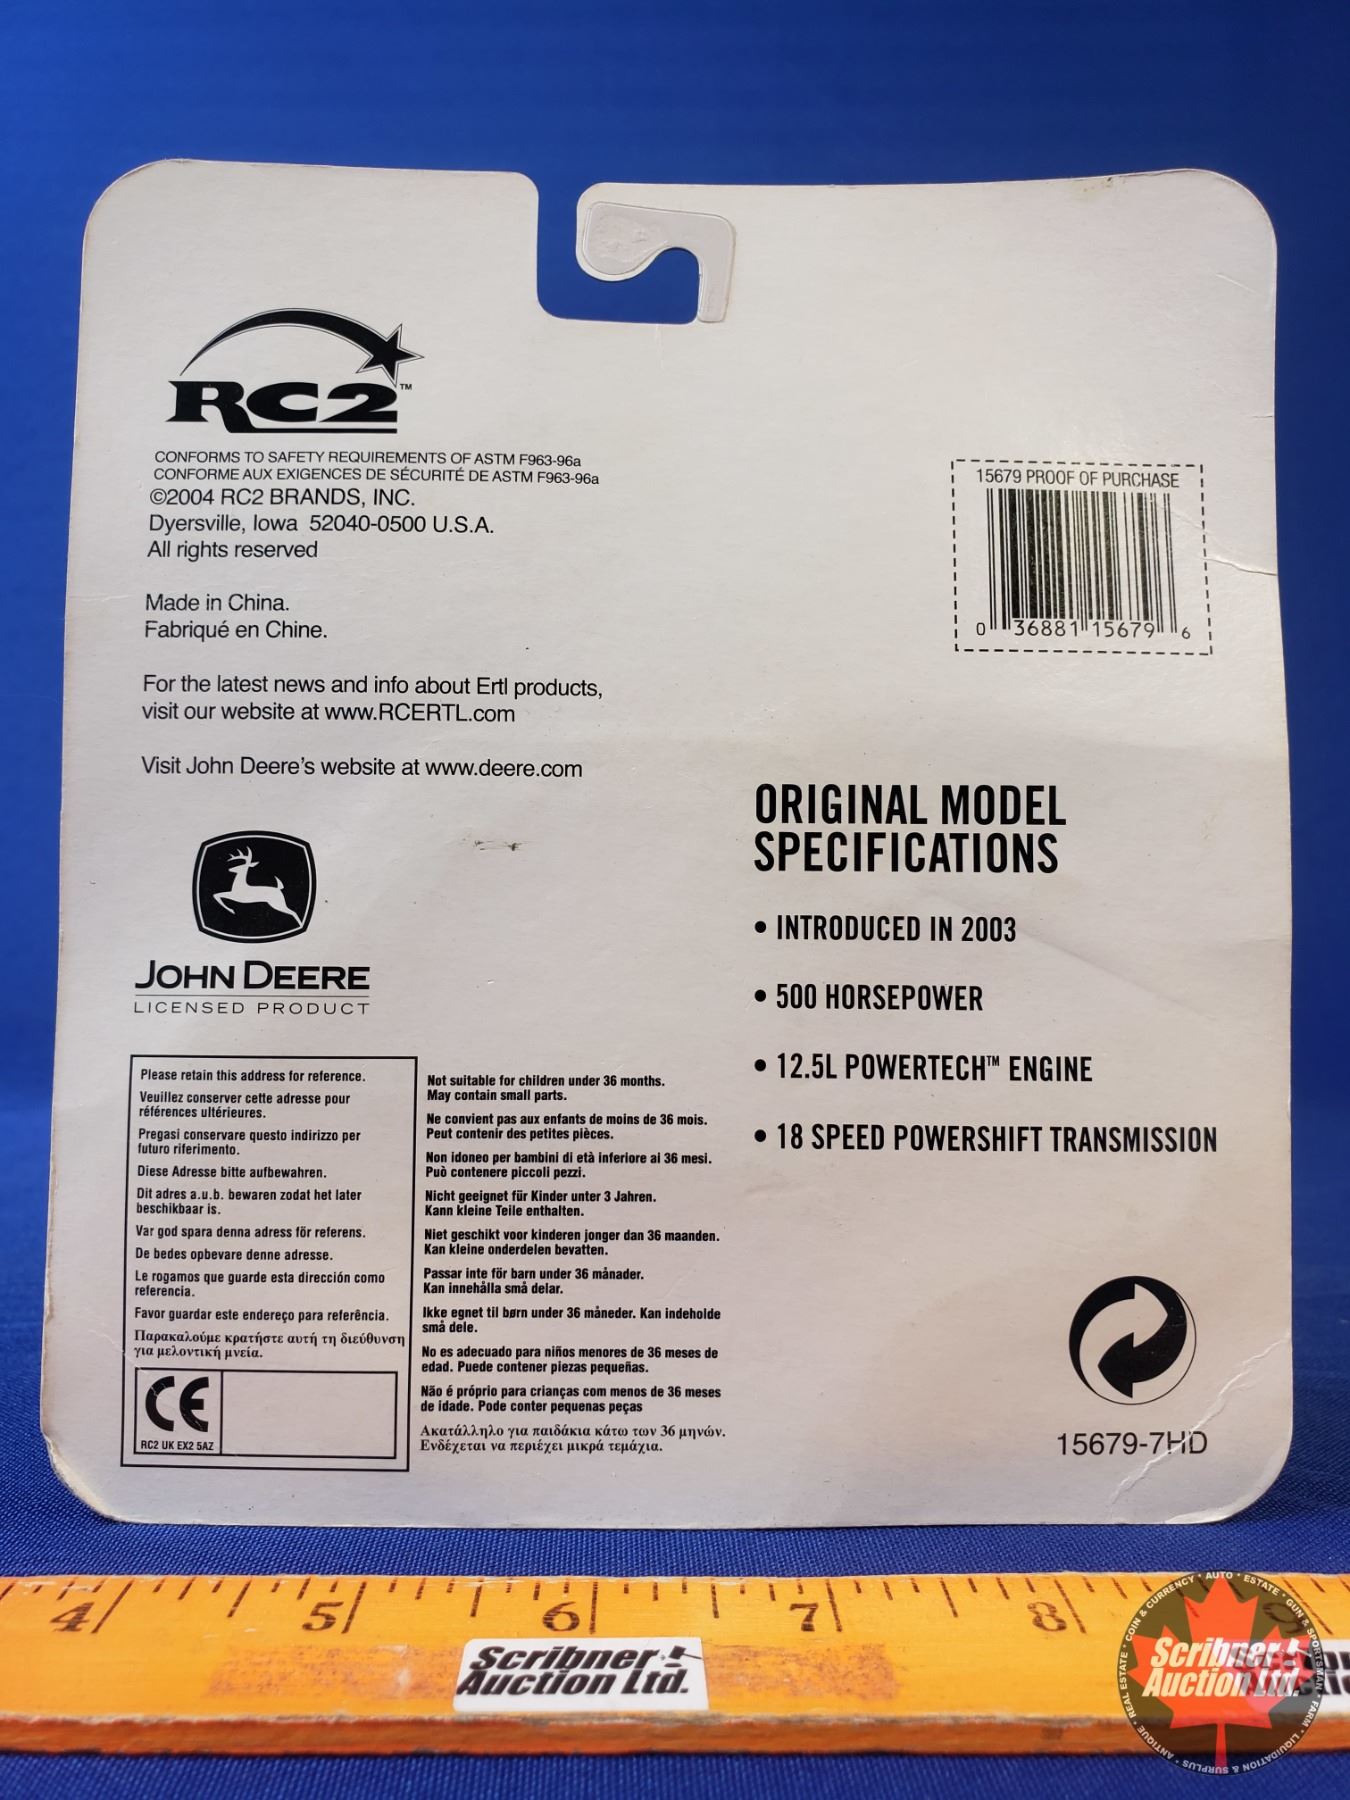 RC2™
CONFORMS TO SAFETY REQUIREMENTS OF ASTM F963-96a
CONFORME AUX EXIGENCES DE SÉCURITÉ DE ASTM F963-96a
©2004 RC2 BRANDS, INC.
Dyersville, Iowa 52040-0500 U.S.A.
All rights reserved
Made in China.
Fabriqué en Chine.
For the latest news and info about Ertl products,
visit our website at www.RCERTL.com
Visit John Deere's website at www.deere.com
JOHN DEERE
LICENSED PRODUCT
15679 PROOF OF PURCHASE
0 36881 15679 6
ORIGINAL MODEL
SPECIFICATIONS
• INTRODUCED IN 2003
• 500 HORSEPOWER
• 12.5L POWERTECH™ ENGINE
• 18 SPEED POWERSHIFT TRANSMISSION
Please retain this address for reference.
Veuillez conserver cette adresse pour
références ultérieures.
Pregasi conservare questo indirizzo per
futuro riferimento.
Diese Adresse bitte aufbewahren.
Dit adres a.u.b. bewaren zodat het later
beschikbaar is.
Var god spara denna adress för referens.
De bedes opbevare denne adresse.
Le rogamos que guarde esta dirección como
referencia.
Favor guardar este endereço para referência.
Παρακαλούμε κρατήστε αυτή τη διεύθυνση
για μελοντική μνεία.
CE
RC2 UK EX2 5AZ
Not suitable for children under 36 months.
May contain small parts.
Ne convient pas aux enfants de moins de 36 mois.
Peut contenir des petites pièces.
Non idoneo per bambini di età inferiore ai 36 mesi.
Può contenere piccoli pezzi.
Nicht geeignet für Kinder unter 3 Jahren.
Kann kleine Teile enthalten.
Niet geschikt voor kinderen jonger dan 36 maanden.
Kan kleine onderdelen bevatten.
Passar inte för barn under 36 månader.
Kan innehålla små delar.
Ikke egnet til børn under 36 måneder. Kan indeholde
små dele.
No es adecuado para niños menores de 36 meses de
edad. Puede contener piezas pequeñas.
Não é próprio para crianças com menos de 36 meses
de idade. Pode conter pequenas peças
Ακατάλληλο για παιδάκια κάτω των 36 μηνών.
Ενδέχεται να περιέχει μικρά τεμάχια.
15679-7HD
4 5 6 7 8 9
Scribner
Auction Ltd.
ANTIQUE • REAL ESTATE • COIN & CURRENCY • AUTO • ESTATE • GUN & SPORTSMAN • FARM • LIQUIDATION & SURPLUS •
Scribner
Auction Ltd.